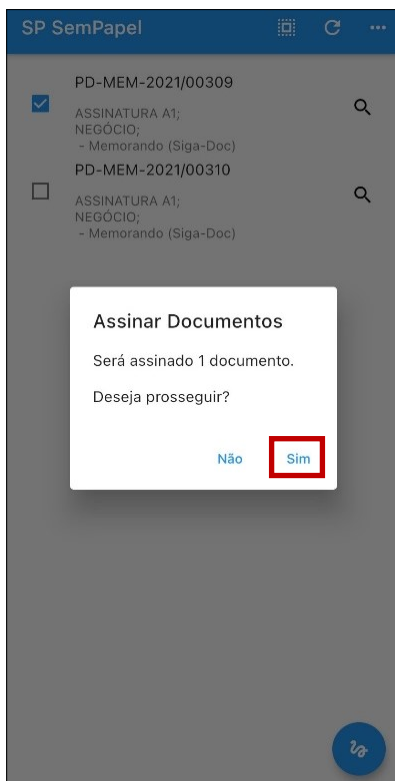 SP SemPapel
PD-MEM-2021/00309
ASSINATURA A1;
NEGÓCIO;
- Memorando (Siga-Doc)
PD-MEM-2021/00310
ASSINATURA A1;
NEGÓCIO;
- Memorando (Siga-Doc)
Assinar Documentos
Será assinado 1 documento.
Deseja prosseguir?
Não Sim